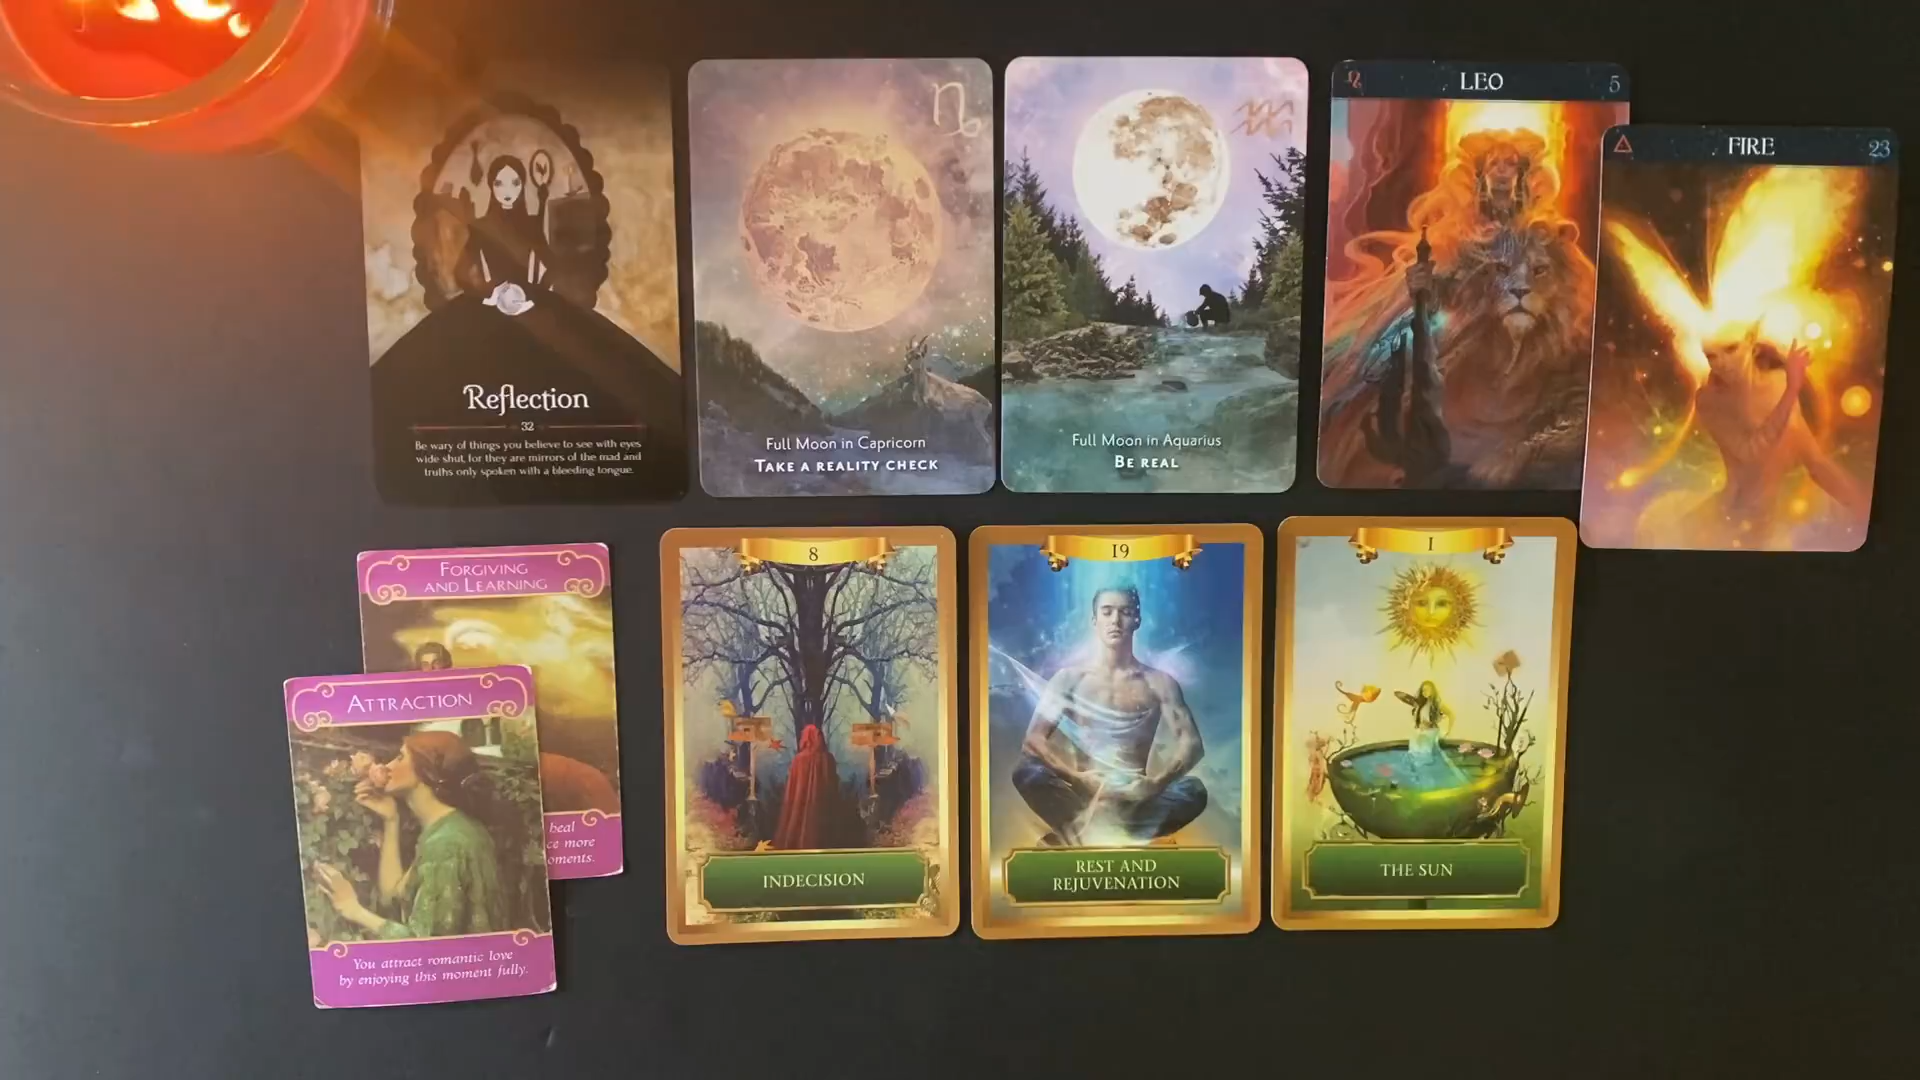 Reflection
32
Be wary of things you believe to see with eyes
wide shut, for they are mirrors of the mad and
truths only spoken with a bleeding tongue.
Full Moon in Capricorn
TAKE A REALITY CHECK
Full Moon in Aquarius
BE REAL
LEO
5
FIRE
23
FORGIVING
AND LEARNING
heal
ce more
oments.
ATTRACTION
You attract romantic love
by enjoying this moment fully.
8
INDECISION
19
REST AND
REJUVENATION
I
THE SUN